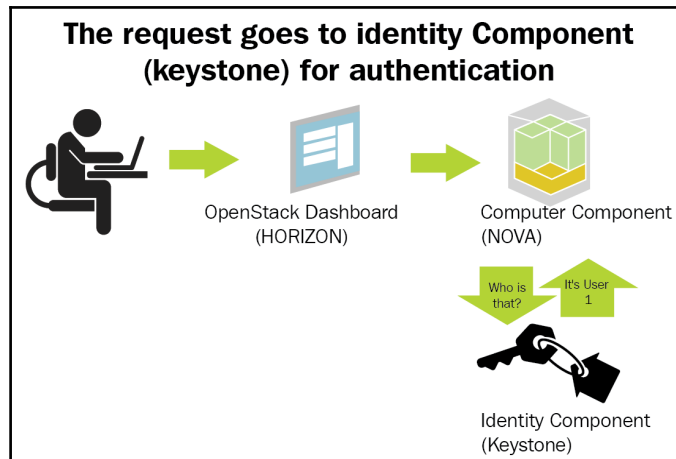 The request goes to identity Component
(keystone) for authentication
OpenStack Dashboard
(HORIZON)
Computer Component
(NOVA)
Who is
that?
It's User
1
Identity Component
(Keystone)